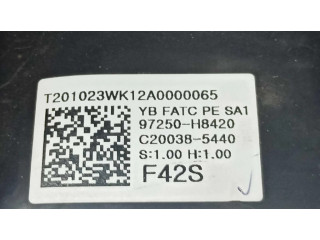 T201023WK12A0000065
YB FATC PE SA1
97250-H8420
C20038-5440
S:1.00 H:1.00
F42S